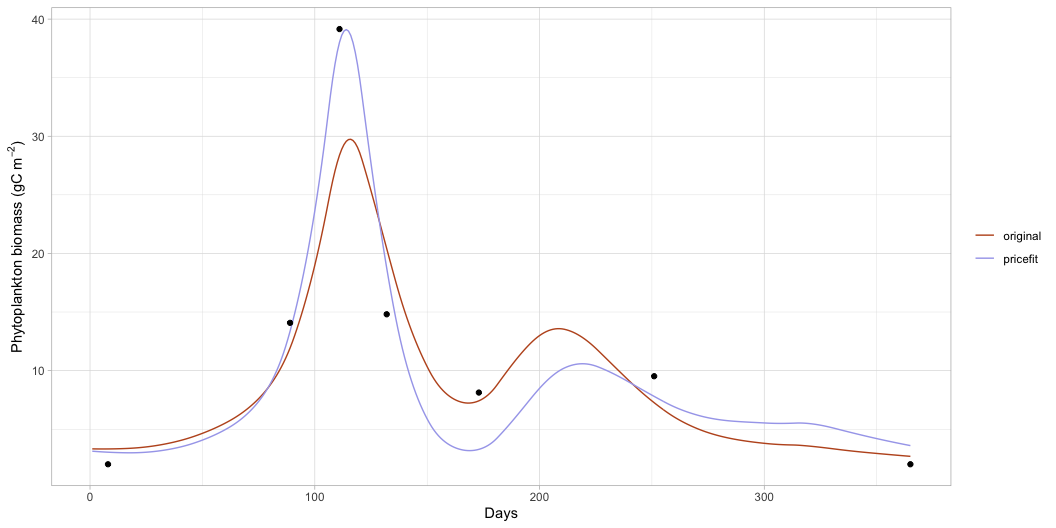 40
30
20
10
Phytoplankton biomass (gC m⁻²)
0 100 200 300
Days
original
pricefit